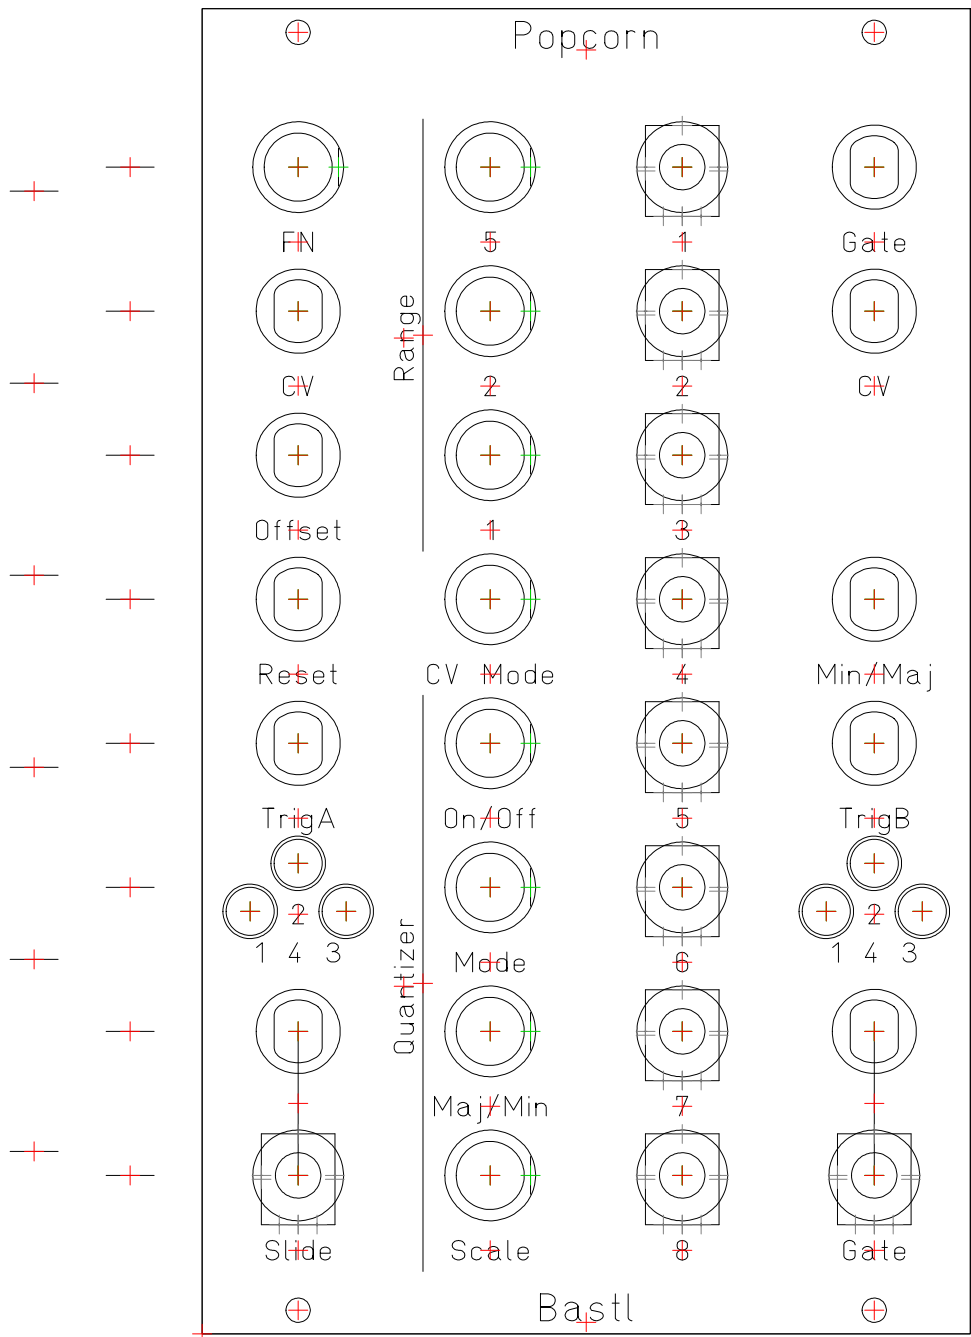 Popcorn
FN 5 1 Gate
Range
CV 2 2 CV
Offset 1 3
Reset CV Mode 4 Min/Maj
TrigA On/Off 5 TrigB
2 2
1 4 3 1 4 3
Quantizer
Mode 6
Maj/Min 7
Slide Scale 8 Gate
Bastl